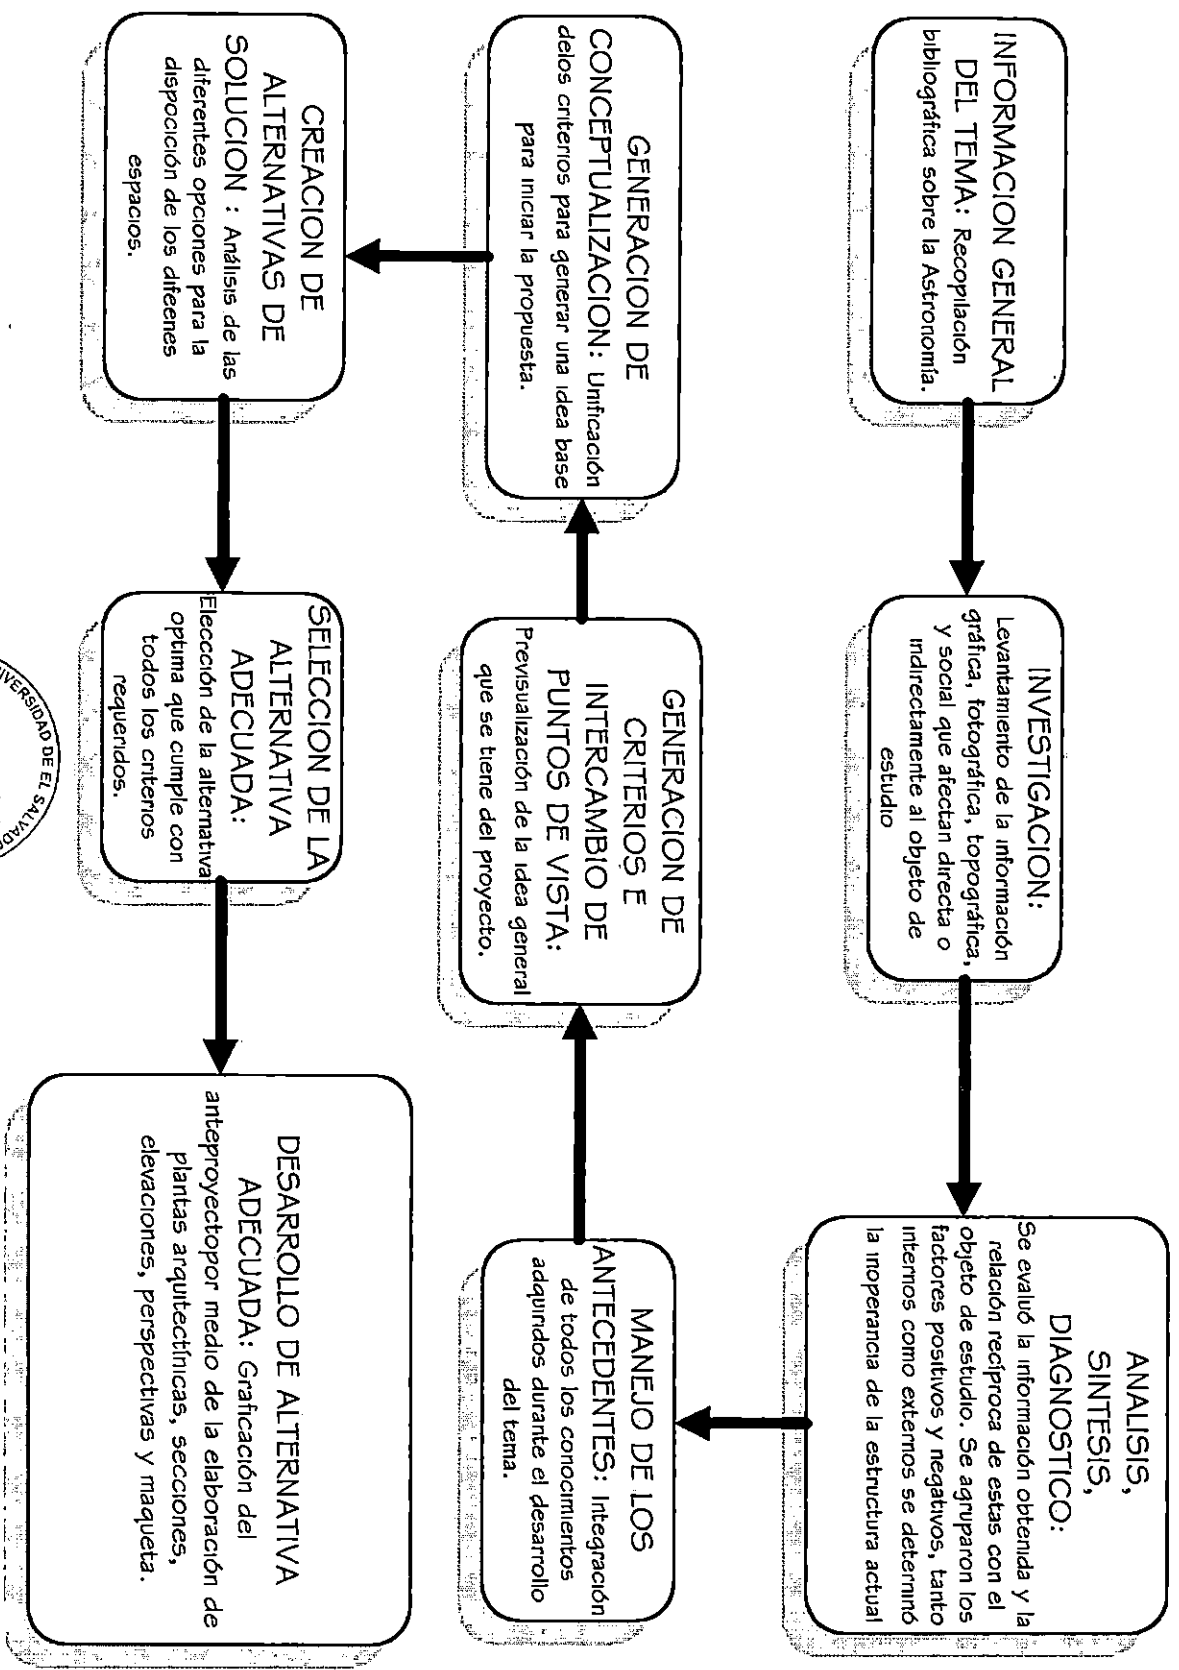 INFORMACION GENERAL
DEL TEMA: Recopilación
bibliográfica sobre la Astronomía.
INVESTIGACION:
Levantamiento de la información
gráfica, fotográfica, topográfica,
y social que afectan directa o
indirectamente al objeto de
estudio
ANALISIS,
SINTESIS,
DIAGNOSTICO:
Se evaluó la información obtenida y la
relación recíproca de estas con el
objeto de estudio. Se agruparon los
factores positivos y negativos, tanto
internos como externos se determinó
la inoperancia de la estructura actual
MANEJO DE LOS
ANTECEDENTES: Integración
de todos los conocimientos
adquiridos durante el desarrollo
del tema.
GENERACION DE
CRITERIOS E
INTERCAMBIO DE
PUNTOS DE VISTA:
Previsualización de la idea general
que se tiene del proyecto.
GENERACION DE
CONCEPTUALIZACION: Unificación
delos criterios para generar una idea base
para iniciar la propuesta.
CREACION DE
ALTERNATIVAS DE
SOLUCION : Análisis de las
diferentes opciones para la
dispocición de los difeenes
espacios.
SELECCION DE LA
ALTERNATIVA
ADECUADA:
Elección de la alternativa
optima que cumple con
todos los criterios
requeridos.
DESARROLLO DE ALTERNATIVA
ADECUADA: Graficación del
anteproyectopor medio de la elaboración de
plantas arquitectínicas, secciones,
elevaciones, perspectivas y maqueta.
DE EL